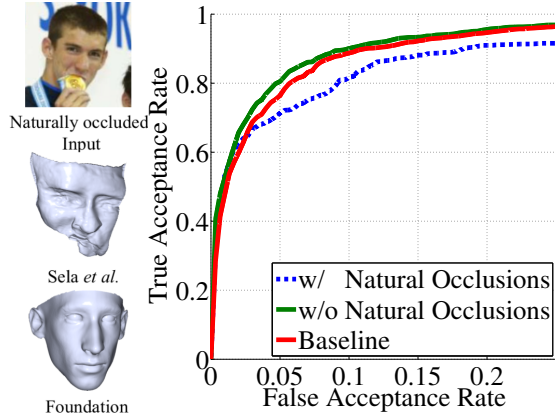 Naturally occluded
Input
Sela et al.
Foundation
True Acceptance Rate
1
0.8
0.6
0.4
0.2
0
w/ Natural Occlusions
w/o Natural Occlusions
Baseline
0 0.05 0.1 0.15 0.2
False Acceptance Rate